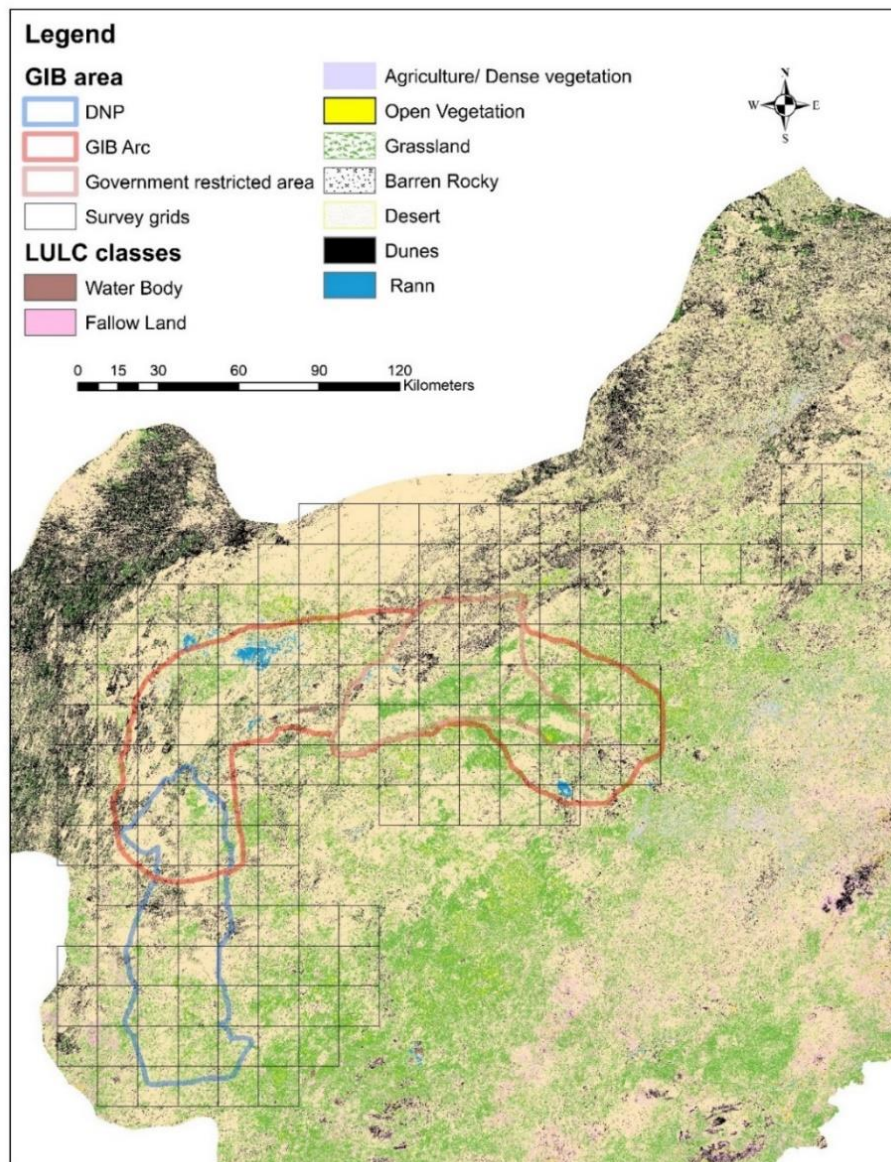 Legend
GIB area
DNP
GIB Arc
Government restricted area
Survey grids
LULC classes
Water Body
Fallow Land
Agriculture/ Dense vegetation
Open Vegetation
Grassland
Barren Rocky
Desert
Dunes
Rann
N
W E
S
0 15 30 60 90 120
Kilometers